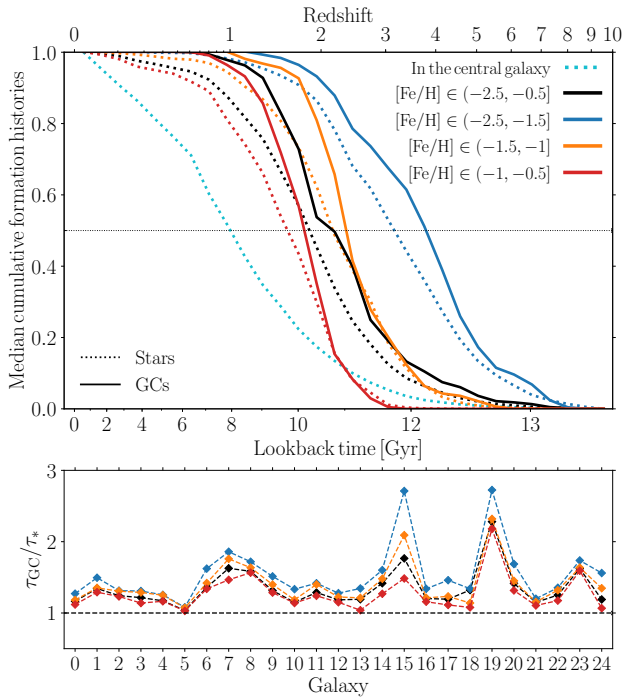 Redshift
0 1 2 3 4 5 6 7 8 9 10
1.0
0.8
0.6
0.4
0.2
0.0
Median cumulative formation histories
In the central galaxy
[Fe/H] ∈ (−2.5, −0.5)
[Fe/H] ∈ (−2.5, −1.5)
[Fe/H] ∈ (−1.5, −1)
[Fe/H] ∈ (−1, −0.5)
Stars
GCs
0 2 4 6 8 10 12 13
Lookback time [Gyr]
3
2
1
τ_GC/τ_*
0 1 2 3 4 5 6 7 8 9 10 11 12 13 14 15 16 17 18 19 20 21 22 23 24
Galaxy